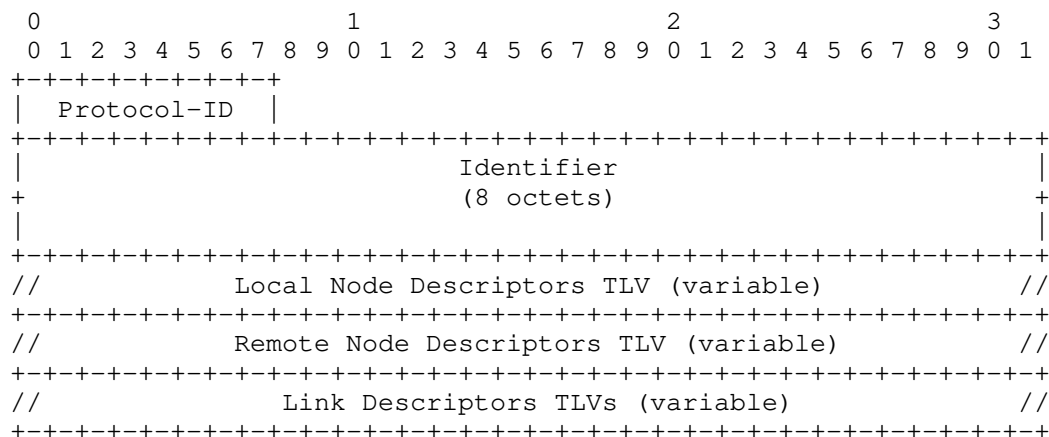 0                   1                   2                   3
 0 1 2 3 4 5 6 7 8 9 0 1 2 3 4 5 6 7 8 9 0 1 2 3 4 5 6 7 8 9 0 1
+-+-+-+-+-+-+-+-+
|  Protocol-ID  |
+-+-+-+-+-+-+-+-+-+-+-+-+-+-+-+-+-+-+-+-+-+-+-+-+-+-+-+-+-+-+-+-+
|                           Identifier                          |
+                           (8 octets)                          +
|                                                               |
+-+-+-+-+-+-+-+-+-+-+-+-+-+-+-+-+-+-+-+-+-+-+-+-+-+-+-+-+-+-+-+-+
//            Local Node Descriptors TLV (variable)            //
+-+-+-+-+-+-+-+-+-+-+-+-+-+-+-+-+-+-+-+-+-+-+-+-+-+-+-+-+-+-+-+-+
//            Remote Node Descriptors TLV (variable)           //
+-+-+-+-+-+-+-+-+-+-+-+-+-+-+-+-+-+-+-+-+-+-+-+-+-+-+-+-+-+-+-+-+
//               Link Descriptors TLVs (variable)              //
+-+-+-+-+-+-+-+-+-+-+-+-+-+-+-+-+-+-+-+-+-+-+-+-+-+-+-+-+-+-+-+-+